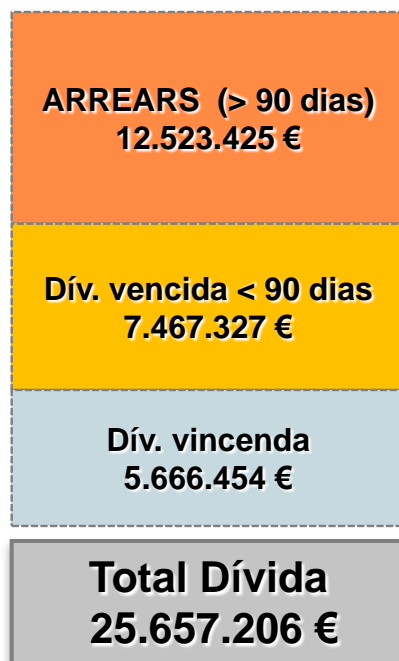 ARREARS (> 90 dias)
12.523.425 €
Dív. vencida < 90 dias
7.467.327 €
Dív. vincenda
5.666.454 €
Total Dívida
25.657.206 €